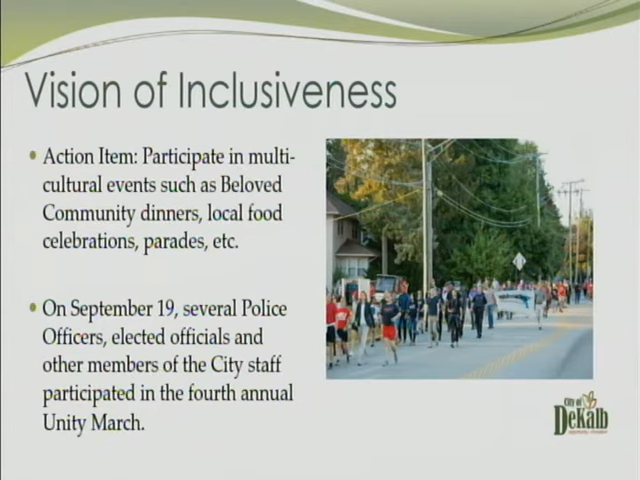 Vision of Inclusiveness
• Action Item: Participate in multi-
cultural events such as Beloved
Community dinners, local food
celebrations, parades, etc.
• On September 19, several Police
Officers, elected officials and
other members of the City staff
participated in the fourth annual
Unity March.
City of
DeKalb